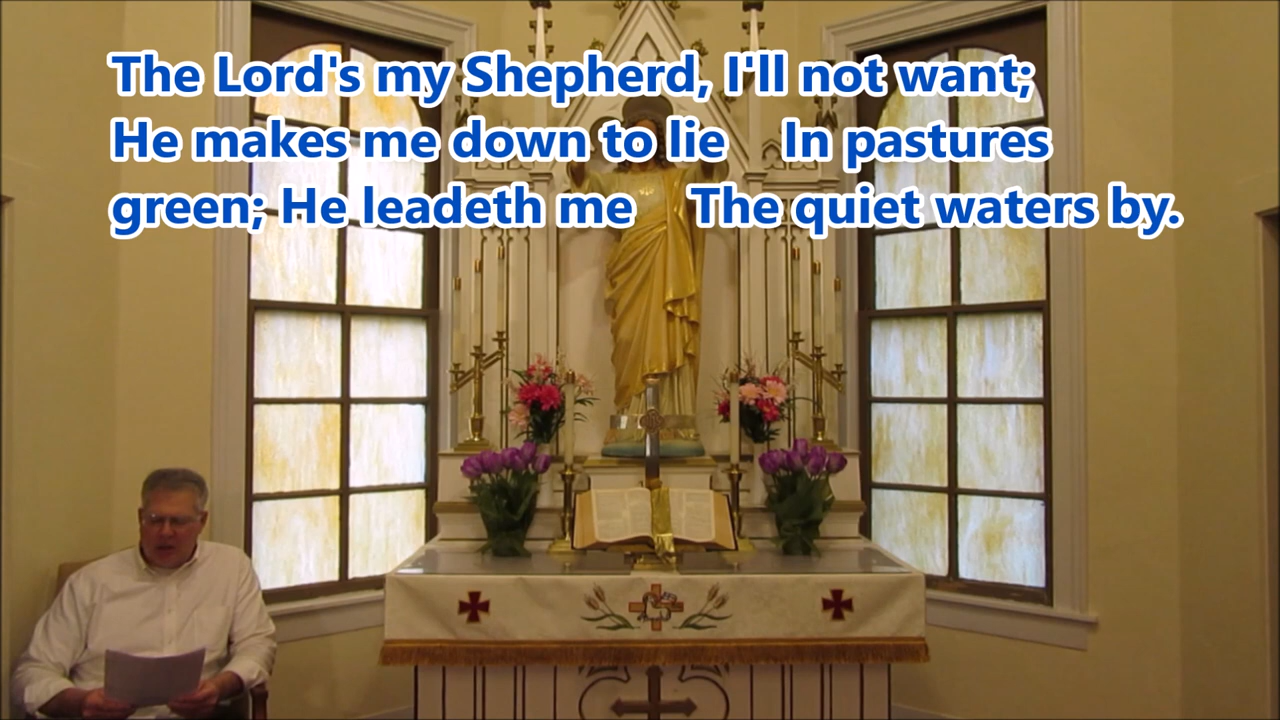 The Lord's my Shepherd, I'll not want;
He makes me down to lie In pastures
green; He leadeth me The quiet waters by.